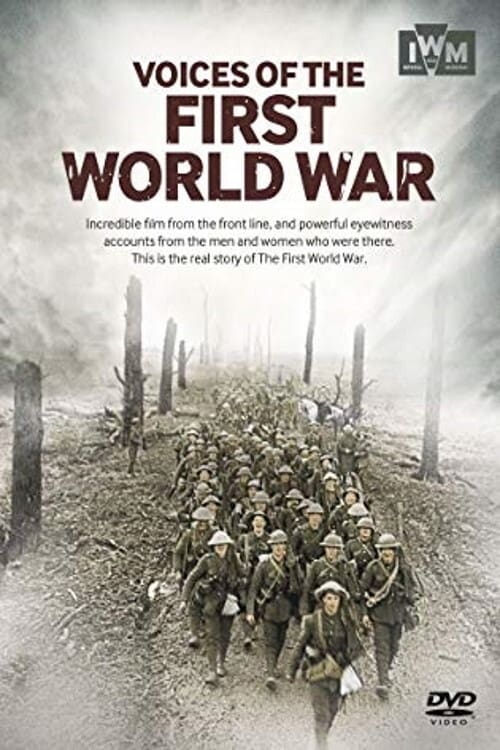 IWM
VOICES OF THE
FIRST
WORLD WAR
Incredible film from the front line, and powerful eyewitness
accounts from the men and women who were there.
This is the real story of The First World War.
DVD
VIDEO